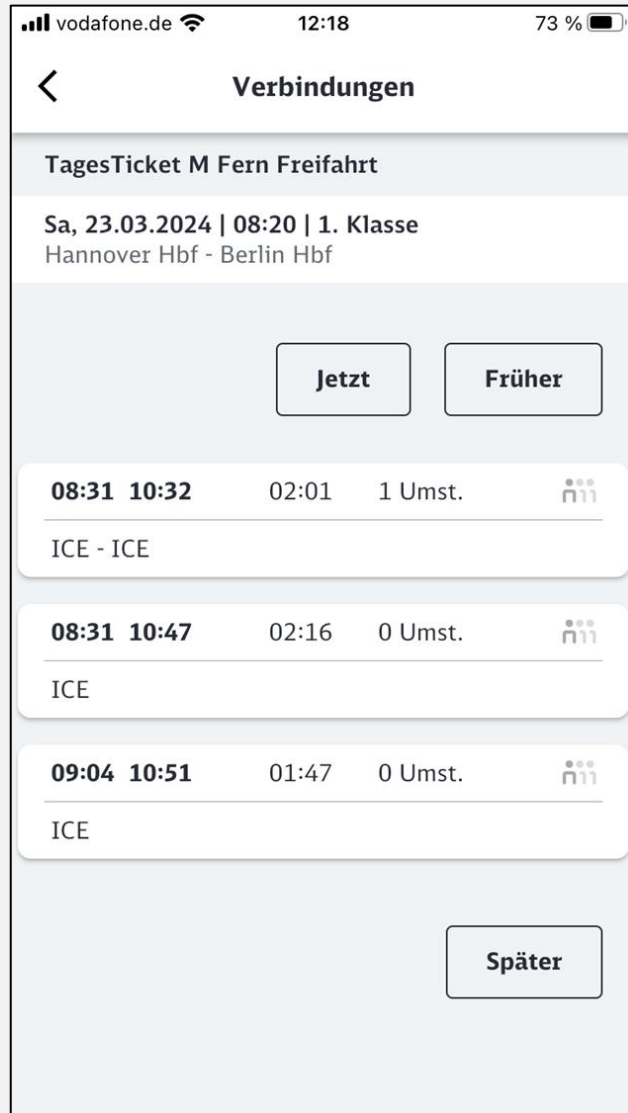 vodafone.de 12:18 73 %
Verbindungen
TagesTicket M Fern Freifahrt
Sa, 23.03.2024 | 08:20 | 1. Klasse
Hannover Hbf - Berlin Hbf
Jetzt Früher
08:31 10:32 02:01 1 Umst.
ICE - ICE
08:31 10:47 02:16 0 Umst.
ICE
09:04 10:51 01:47 0 Umst.
ICE
Später